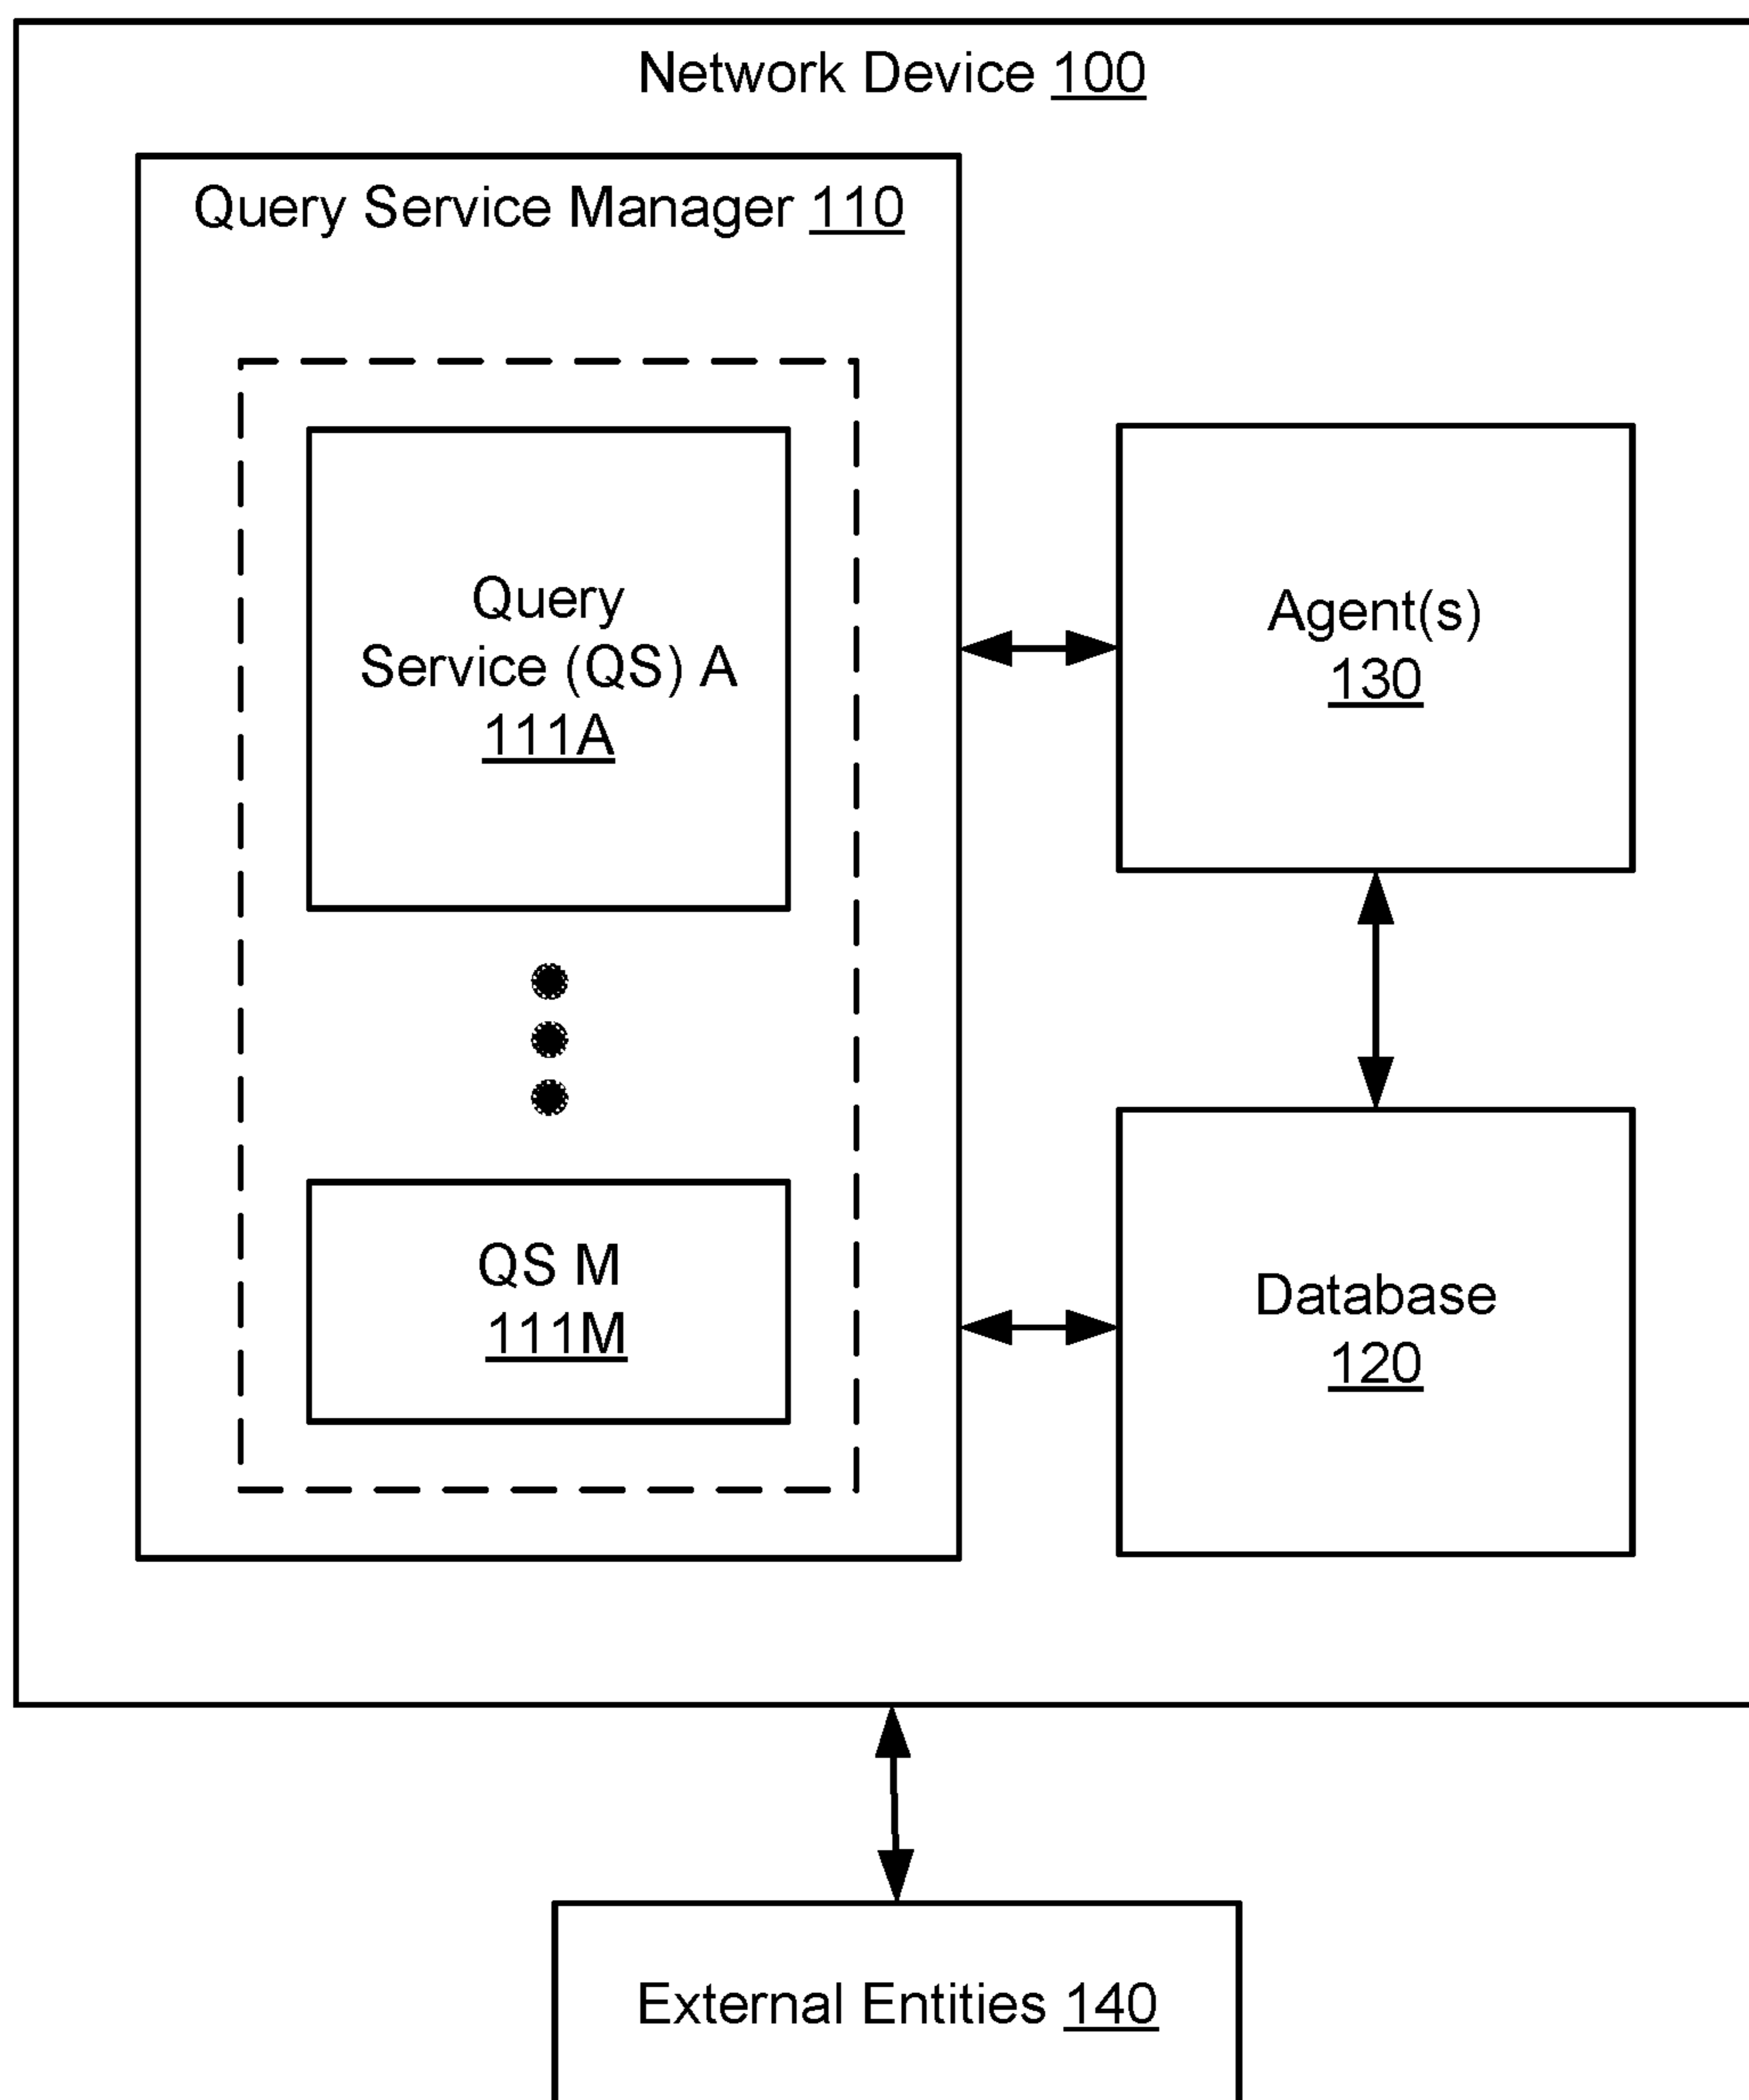 Network Device 100
Query Service Manager 110
Query
Service (QS) A
111A
QS M
111M
Agent(s)
130
Database
120
External Entities 140